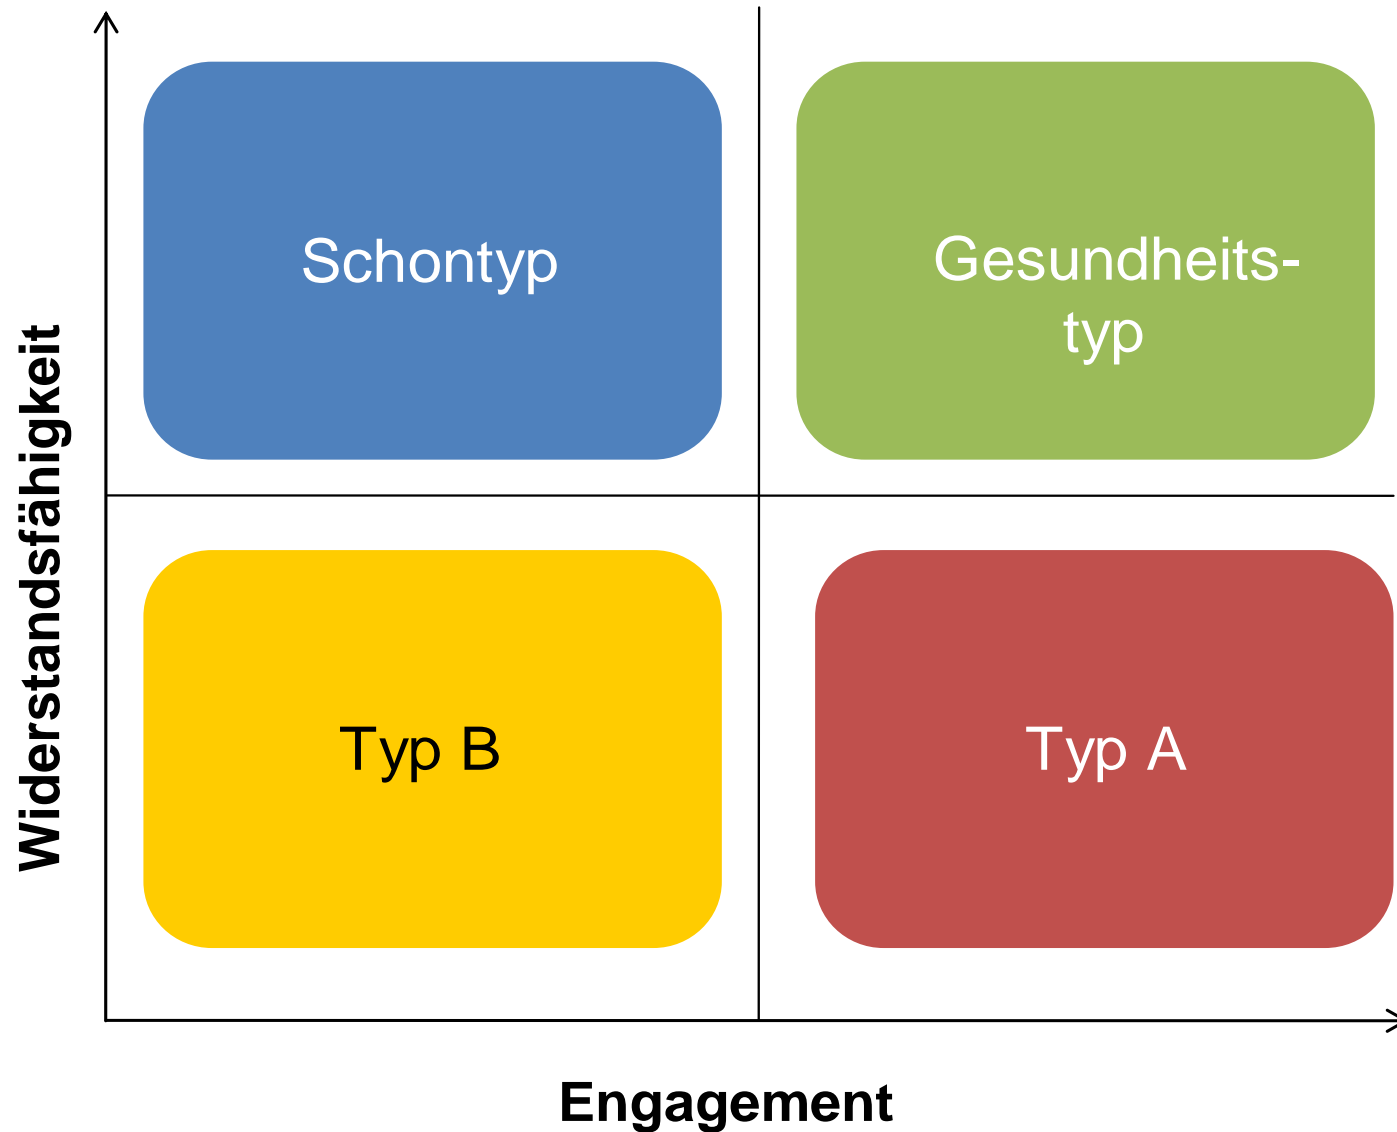 Widerstandsfähigkeit
Schontyp
Gesundheits-
typ
Typ B
Typ A
Engagement